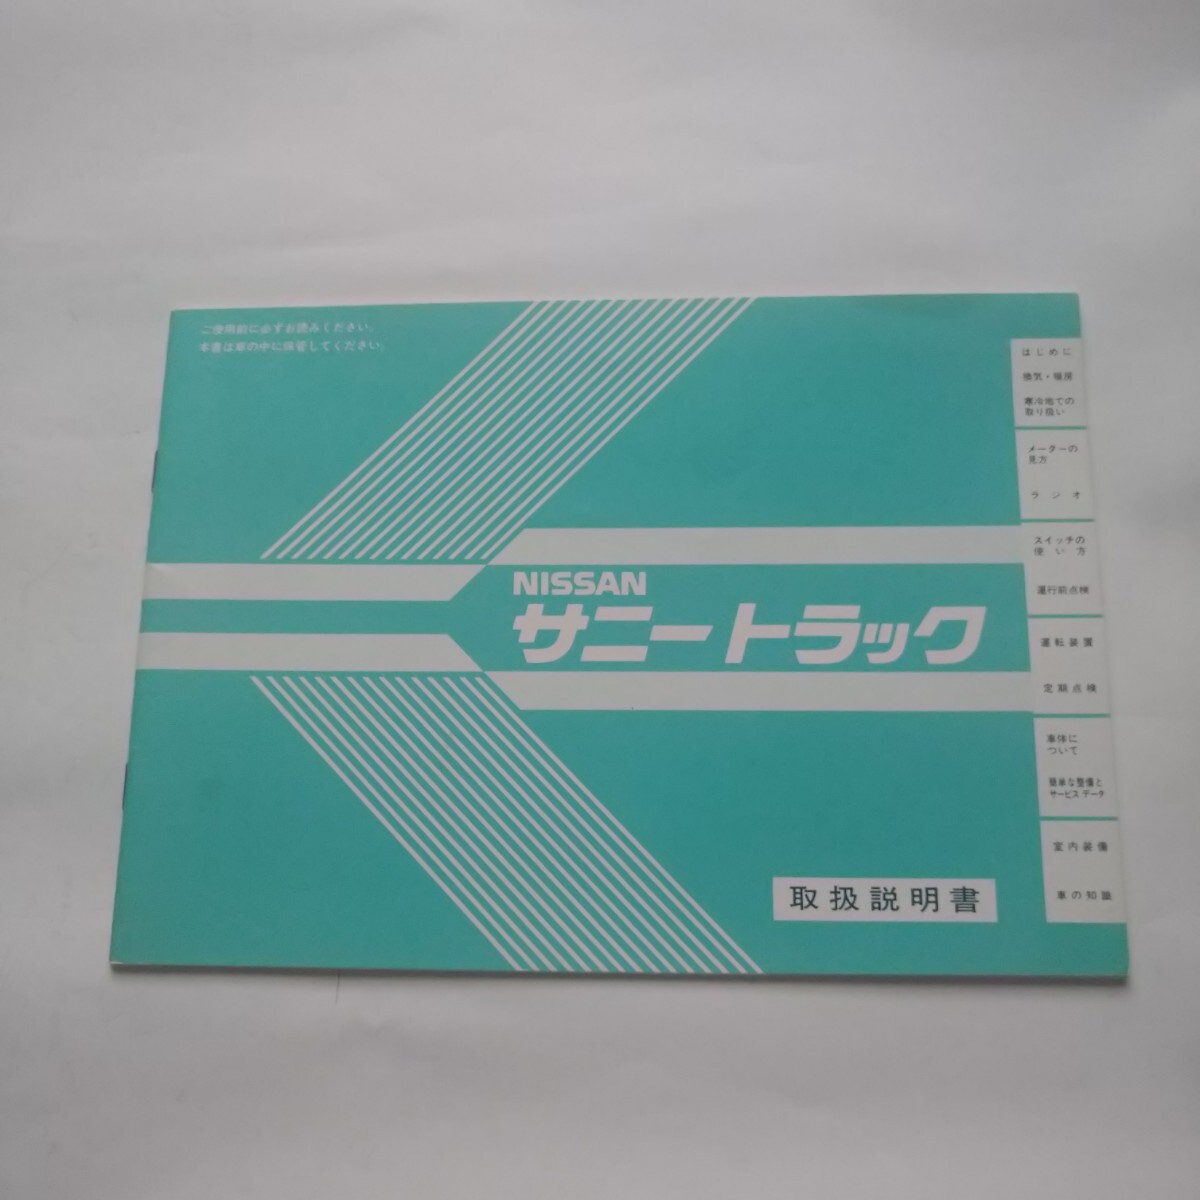 ご使用前に必ずお読みください。
本書は車の中に保管してください。
NISSAN
サニートラック
取扱説明書
はじめに
換気・暖房
寒冷地での
取り扱い
メーターの
見方
ラジオ
スイッチの
使い方
運行前点検
運転装置
定期点検
車体に
ついて
簡単な整備と
サービスデータ
室内装備
車の知識